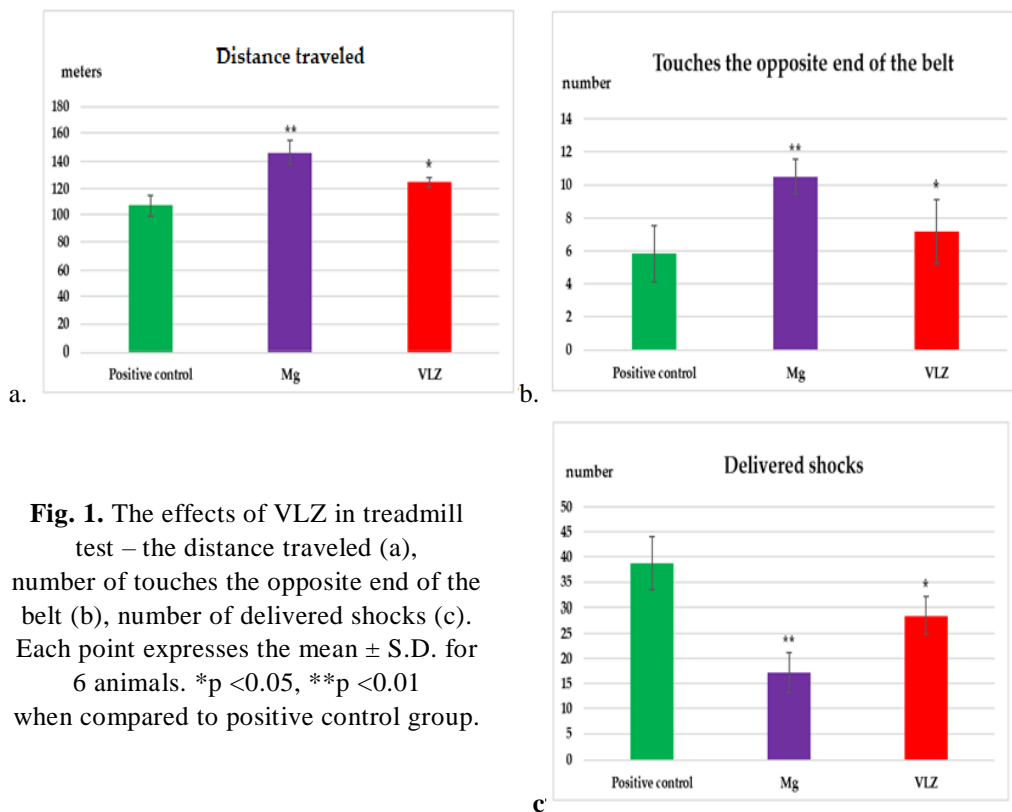 Distance traveled
meters
180
160
**
140
*
120
100
80
60
40
20
0
Positive control Mg VLZ
a.
Touches the opposite end of the belt
number
14
12
**
10
*
8
6
4
2
0
Positive control Mg VLZ
b.
Fig. 1. The effects of VLZ in treadmill
test – the distance traveled (a),
number of touches the opposite end of the
belt (b), number of delivered shocks (c).
Each point expresses the mean ± S.D. for
6 animals. *p <0.05, **p <0.01
when compared to positive control group.
Delivered shocks
number
50
45
40
35
*
30
25
**
20
15
10
5
0
Positive control Mg VLZ
c